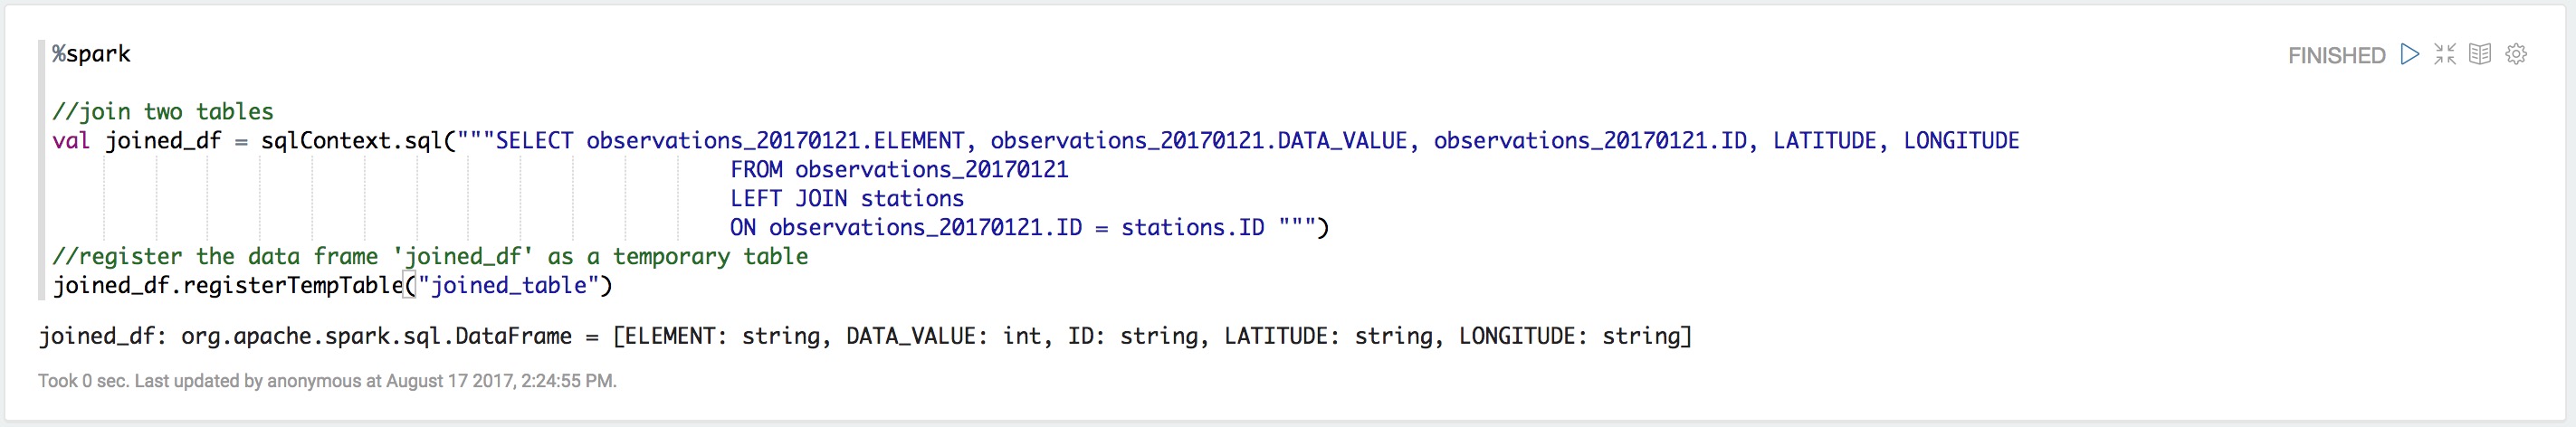 %spark
FINISHED
//join two tables
val joined_df = sqlContext.sql("""SELECT observations_20170121.ELEMENT, observations_20170121.DATA_VALUE, observations_20170121.ID, LATITUDE, LONGITUDE
FROM observations_20170121
LEFT JOIN stations
ON observations_20170121.ID = stations.ID """)
//register the data frame 'joined_df' as a temporary table
joined_df.registerTempTable("joined_table")
joined_df: org.apache.spark.sql.DataFrame = [ELEMENT: string, DATA_VALUE: int, ID: string, LATITUDE: string, LONGITUDE: string]
Took 0 sec. Last updated by anonymous at August 17 2017, 2:24:55 PM.